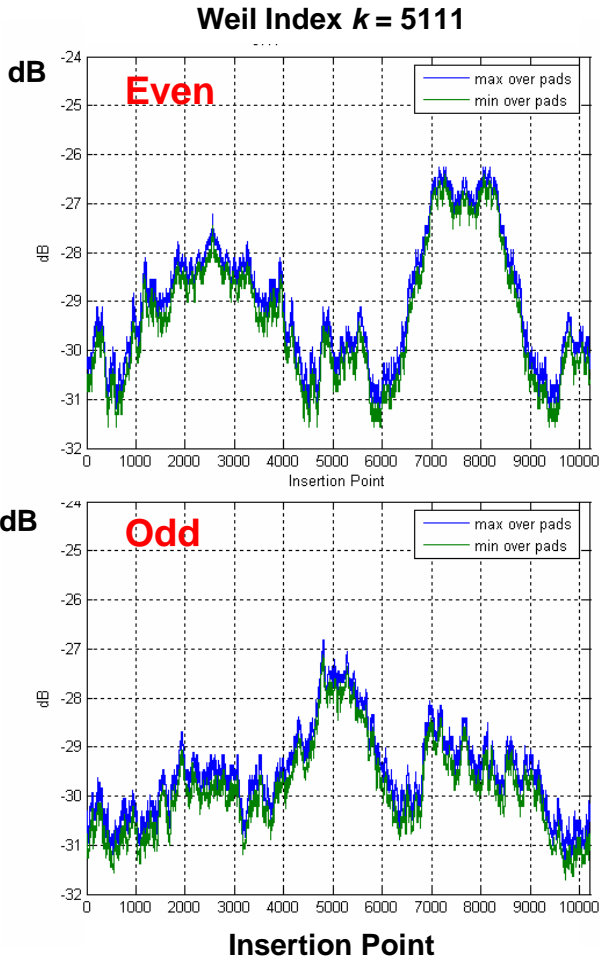 Weil Index k = 5111
dB
Even
max over pads
min over pads
-24
-25
-26
-27
-28
-29
-30
-31
-32
dB
0 1000 2000 3000 4000 5000 6000 7000 8000 9000 10000
Insertion Point
dB
Odd
max over pads
min over pads
-24
-25
-26
-27
-28
-29
-30
-31
-32
dB
0 1000 2000 3000 4000 5000 6000 7000 8000 9000 10000
Insertion Point